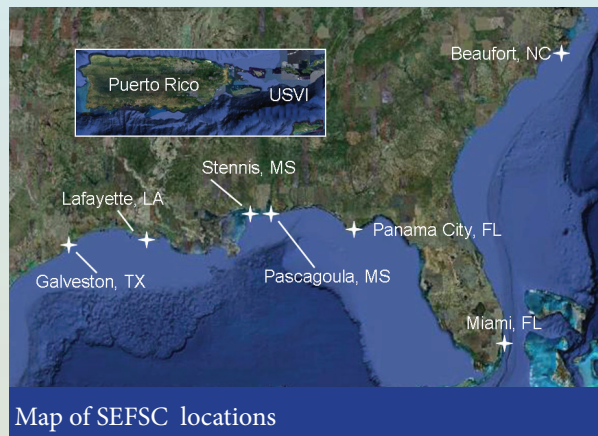 Beaufort, NC
Puerto Rico
USVI
Stennis, MS
Lafayette, LA
Panama City, FL
Galveston, TX
Pascagoula, MS
Miami, FL
Map of SEFSC locations